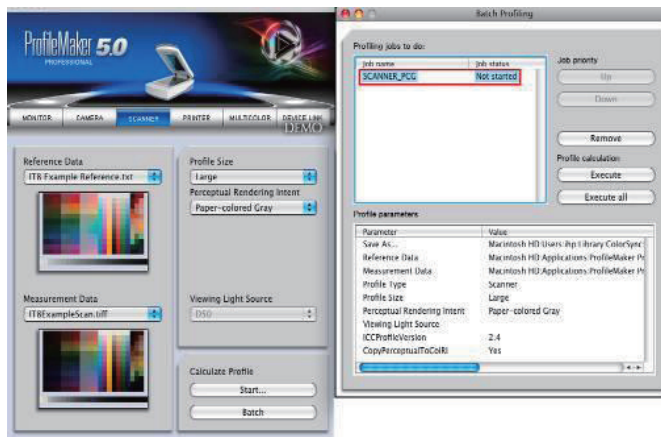 ProfileMaker 5.0
PROFESSIONAL
MONITOR CAMERA SCANNER PRINTER MULTICOLOR DEVICE LINK
DEMO
Reference Data
IT8 Example Reference.txt
Measurement Data
IT8ExampleScan.tiff
Profile Size
Large
Perceptual Rendering Intent
Paper-colored Gray
Viewing Light Source
D50
Calculate Profile
Start...
Batch
Batch Profiling
Profiling jobs to do:
Job name Job status
SCANNER_PCG Not started
Job priority
Up
Down
Remove
Profile calculation
Execute
Execute all
Profile parameters
Parameter Value
Save As... Macintosh HD:Users:ihp:Library:ColorSync:
Reference Data Macintosh HD:Applications:ProfileMaker Pr
Measurement Data Macintosh HD:Applications:ProfileMaker Pr
Profile Type Scanner
Profile Size Large
Perceptual Rendering Intent Paper-colored Gray
Viewing Light Source
ICCProfileVersion 2.4
CopyPerceptualToColRI Yes